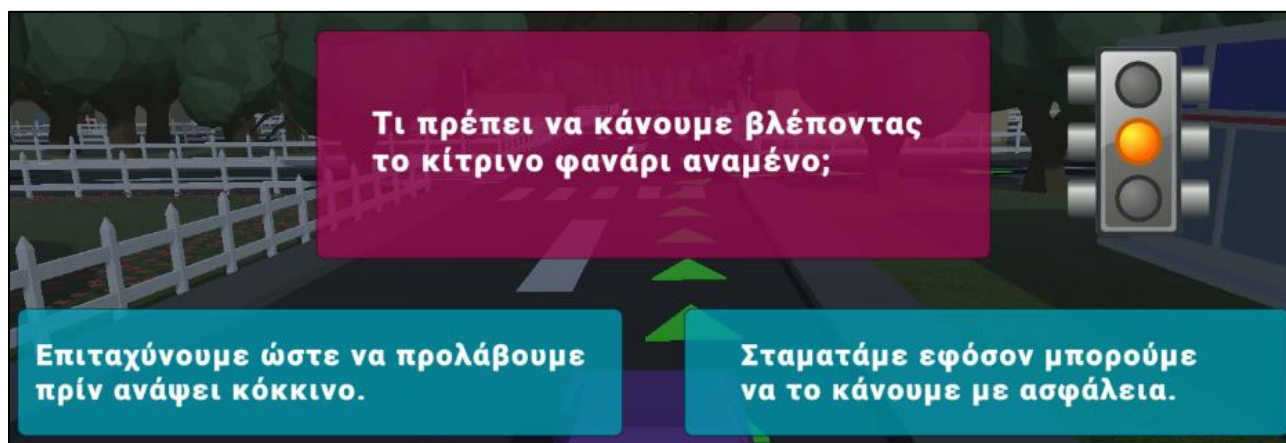 Τι πρέπει να κάνουμε βλέποντας
το κίτρινο φανάρι αναμένο;
Επιταχύνουμε ώστε να προλάβουμε
πρίν ανάψει κόκκινο.
Σταματάμε εφόσον μπορούμε
να το κάνουμε με ασφάλεια.